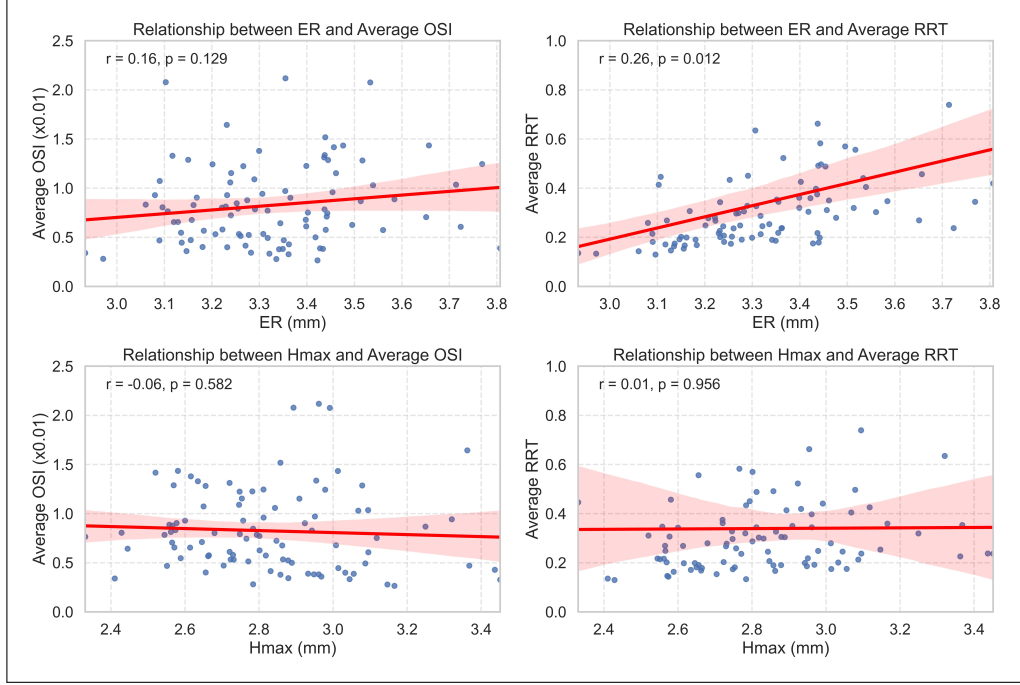 Relationship between ER and Average OSI
r = 0.16, p = 0.129
Average OSI (x0.01)
2.5
2.0
1.5
1.0
0.5
0.0
3.0 3.1 3.2 3.3 3.4 3.5 3.6 3.7 3.8
ER (mm)
Relationship between ER and Average RRT
r = 0.26, p = 0.012
Average RRT
1.0
0.8
0.6
0.4
0.2
0.0
3.0 3.1 3.2 3.3 3.4 3.5 3.6 3.7 3.8
ER (mm)
Relationship between Hmax and Average OSI
r = -0.06, p = 0.582
Average OSI (x0.01)
2.5
2.0
1.5
1.0
0.5
0.0
2.4 2.6 2.8 3.0 3.2 3.4
Hmax (mm)
Relationship between Hmax and Average RRT
r = 0.01, p = 0.956
Average RRT
1.0
0.8
0.6
0.4
0.2
0.0
2.4 2.6 2.8 3.0 3.2 3.4
Hmax (mm)